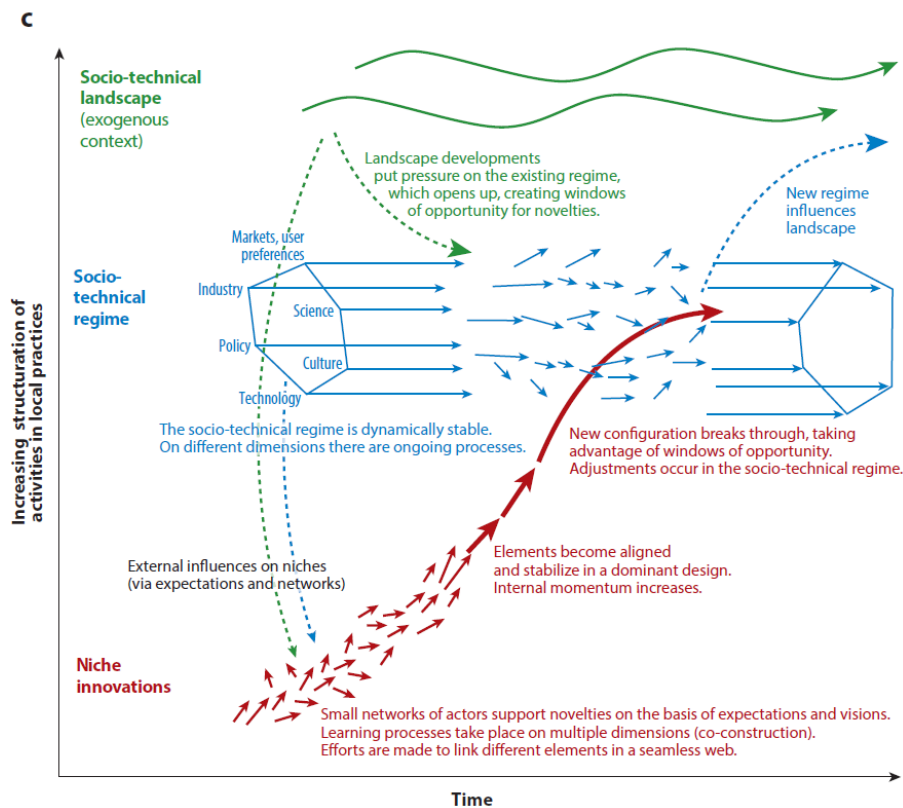 c
Socio-technical
landscape
(exogenous
context)
Landscape developments
put pressure on the existing regime,
which opens up, creating windows
of opportunity for novelties.
New regime
influences
landscape
Markets, user
preferences
Socio-
technical
regime
Industry
Science
Policy
Culture
Technology
The socio-technical regime is dynamically stable.
On different dimensions there are ongoing processes.
New configuration breaks through, taking
advantage of windows of opportunity.
Adjustments occur in the socio-technical regime.
Increasing structuration of
activities in local practices
External influences on niches
(via expectations and networks)
Elements become aligned
and stabilize in a dominant design.
Internal momentum increases.
Niche
innovations
Small networks of actors support novelties on the basis of expectations and visions.
Learning processes take place on multiple dimensions (co-construction).
Efforts are made to link different elements in a seamless web.
Time